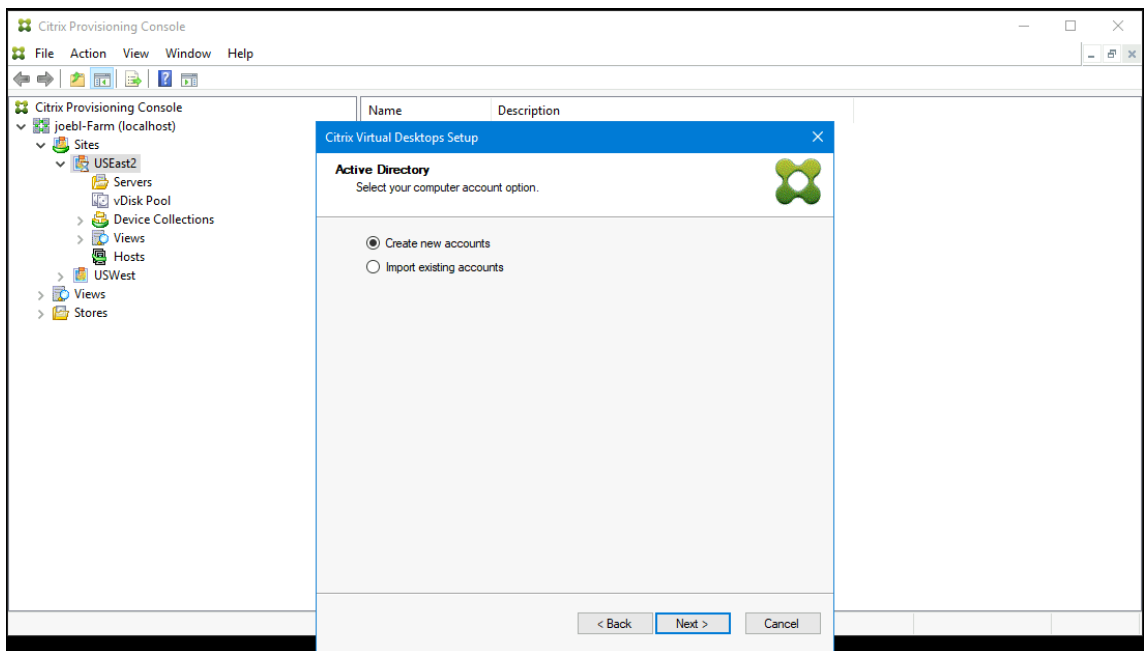 Citrix Provisioning Console
File Action View Window Help
Citrix Provisioning Console
joebl-Farm (localhost)
Sites
USEast2
Servers
vDisk Pool
Device Collections
Views
Hosts
USWest
Views
Stores
Name Description
Citrix Virtual Desktops Setup
Active Directory
Select your computer account option.
Create new accounts
Import existing accounts
< Back Next > Cancel